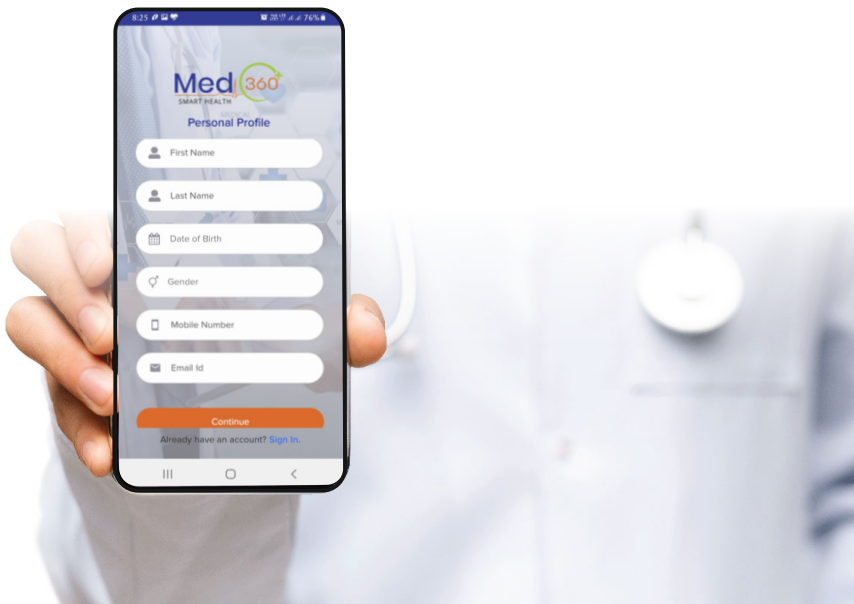 8:25
76%
Med 360
SMART HEALTH
Personal Profile
First Name
Last Name
Date of Birth
Gender
Mobile Number
Email Id
Continue
Already have an account? Sign In.